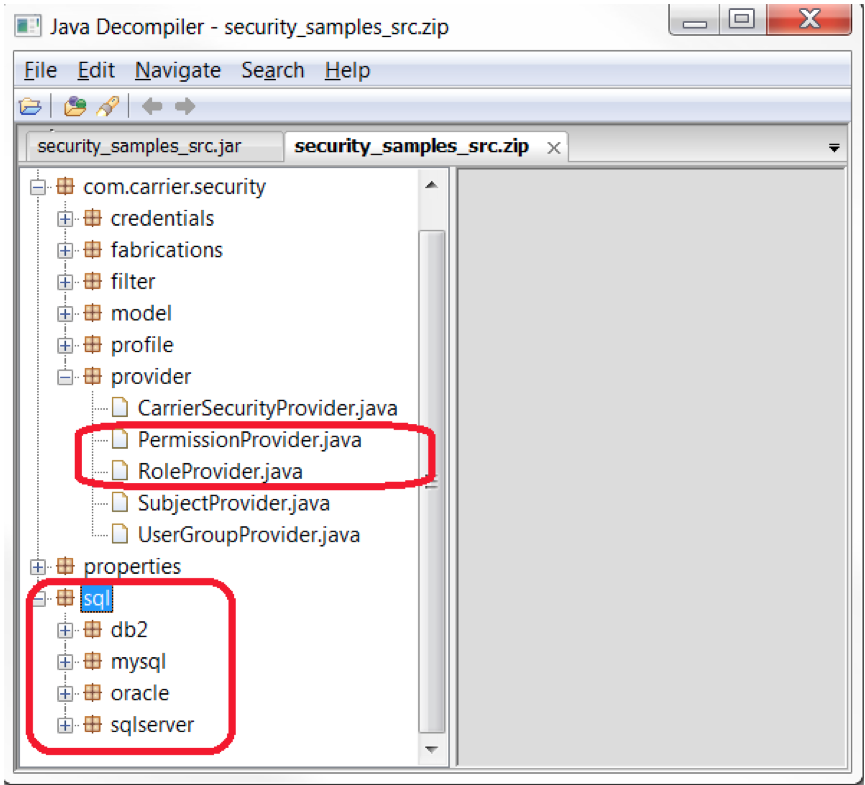 Java Decompiler - security_samples_src.zip
File Edit Navigate Search Help
security_samples_src.jar security_samples_src.zip
com.carrier.security
credentials
fabrications
filter
model
profile
provider
CarrierSecurityProvider.java
PermissionProvider.java
RoleProvider.java
SubjectProvider.java
UserGroupProvider.java
properties
sql
db2
mysql
oracle
sqlserver